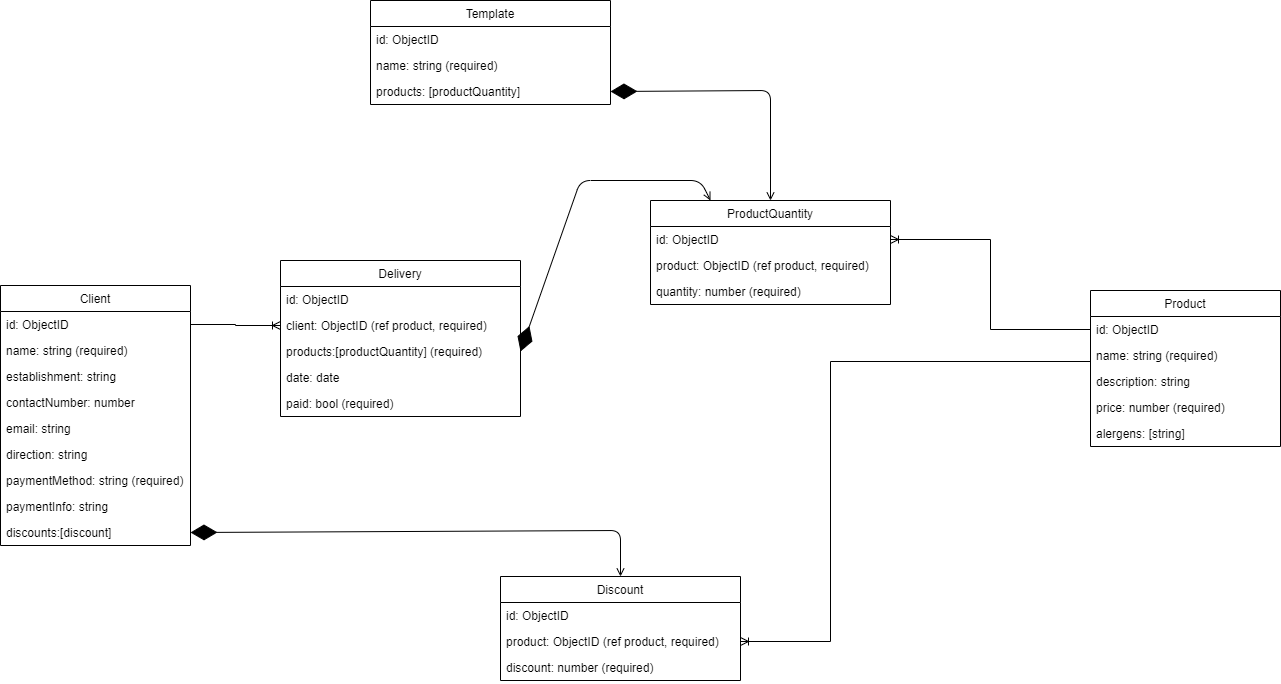 Template
id: ObjectID
name: string (required)
products: [productQuantity]
ProductQuantity
id: ObjectID
product: ObjectID (ref product, required)
quantity: number (required)
Delivery
id: ObjectID
client: ObjectID (ref product, required)
products:[productQuantity] (required)
date: date
paid: bool (required)
Client
id: ObjectID
name: string (required)
establishment: string
contactNumber: number
email: string
direction: string
paymentMethod: string (required)
paymentInfo: string
discounts:[discount]
Product
id: ObjectID
name: string (required)
description: string
price: number (required)
alergens: [string]
Discount
id: ObjectID
product: ObjectID (ref product, required)
discount: number (required)